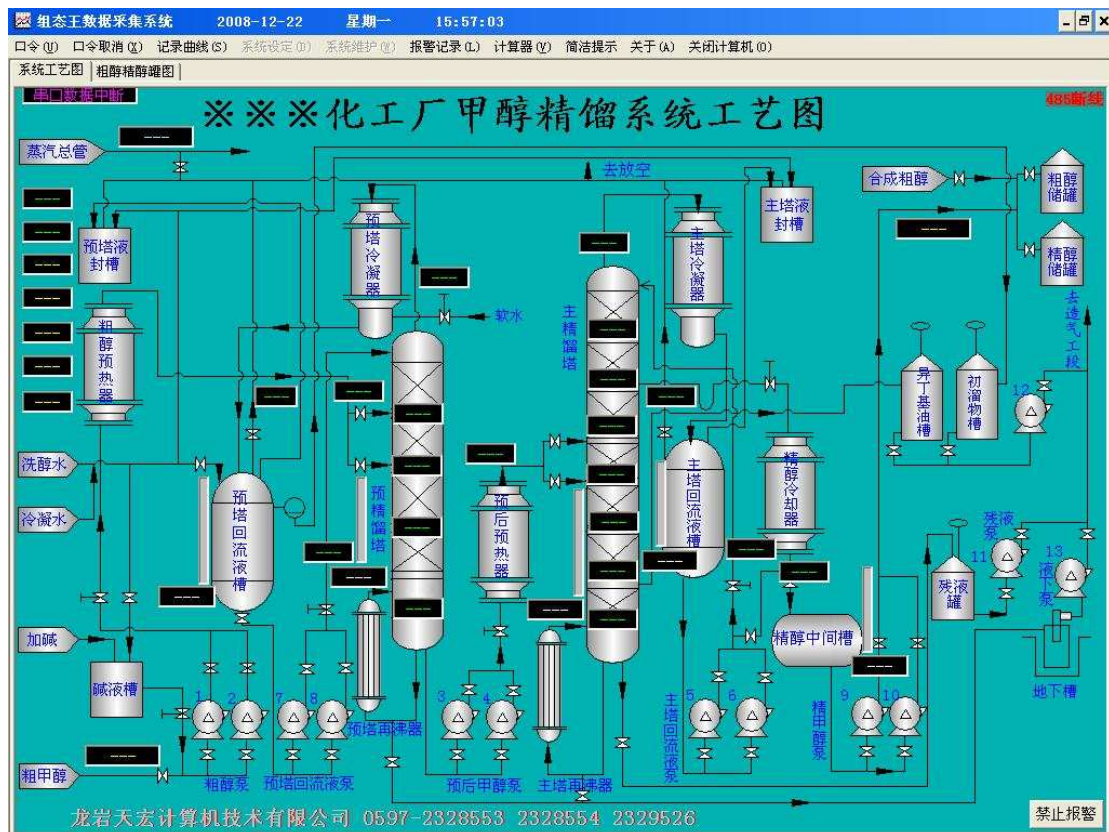 组态王数据采集系统 2008-12-22 星期一 15:57:03
口令(U) 口令取消(X) 记录曲线(S) 系统设定(D) 系统维护(W) 报警记录(L) 计算器(V) 简洁提示 关于(A) 关闭计算机(O)
系统工艺图 粗醇精醇罐图
串口数据中断
※※※化工厂甲醇精馏系统工艺图
485断线
---
蒸汽总管
去放空
合成粗醇
粗醇储罐
---
---
---
---
---
---
---
预塔液封槽
预塔冷凝器
---
软水
---
主塔冷凝器
主塔液封槽
---
精醇储罐
去造气工段
粗醇预热器
主精馏塔
---
---
---
---
---
---
---
异丁基油槽
初溜物槽
12
---
---
---
---
---
---
---
洗醇水
冷凝水
预塔回流液槽
预精馏塔
---
预后预热器
主塔回流液槽
精醇冷却器
---
---
---
---
---
---
---
残液泵
11
13
液下泵
残液罐
加碱
碱液槽
精醇中间槽
---
地下槽
1
2
7
8
3
4
5
6
9
10
预塔再沸器
主塔回流液泵
精甲醇泵
---
粗甲醇
粗醇泵
预塔回流液泵
预后甲醇泵
主塔再沸器
龙岩天宏计算机技术有限公司 0597-2328553 2328554 2329526
禁止报警